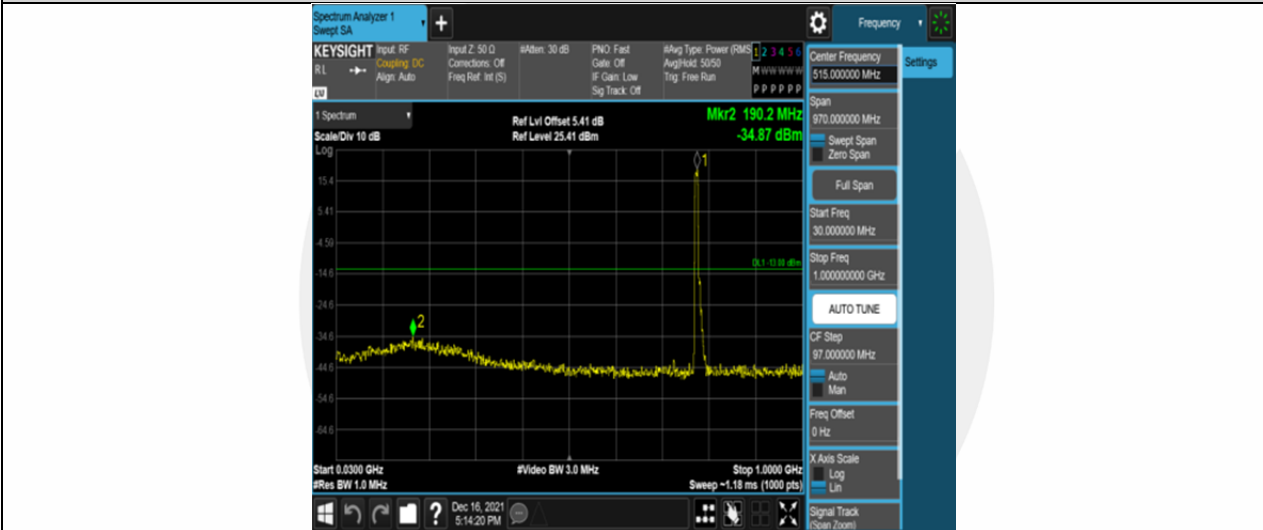 Spectrum Analyzer 1
Swept SA
+
Frequency
KEYSIGHT
RL
LV
Input: RF
Coupling: DC
Align: Auto
Input Z: 50 Ω
Corrections: Off
Freq Ref: Int (S)
#Atten: 30 dB
PNO: Fast
Gate: Off
IF Gain: Low
Sig Track: Off
#Avg Type: Power (RMS
Avg|Hold: 50/50
Trig: Free Run
1 2 3 4 5 6
M W W W W W
P P P P P P
1 Spectrum
Scale/Div 10 dB
Log
Ref Lvl Offset 5.41 dB
Ref Level 25.41 dBm
Mkr2 190.2 MHz
-34.87 dBm
1
15.4
5.41
-4.59
DL1 -13.00 dBm
-14.6
-24.6
2
-34.6
-44.6
-54.6
-64.6
Start 0.0300 GHz
#Res BW 1.0 MHz
#Video BW 3.0 MHz
Stop 1.0000 GHz
Sweep ~1.18 ms (1000 pts)
Dec 16, 2021
5:14:20 PM
Center Frequency
515.000000 MHz
Settings
Span
970.000000 MHz
Swept Span
Zero Span
Full Span
Start Freq
30.000000 MHz
Stop Freq
1.000000000 GHz
AUTO TUNE
CF Step
97.000000 MHz
Auto
Man
Freq Offset
0 Hz
X Axis Scale
Log
Lin
Signal Track
(Span Zoom)